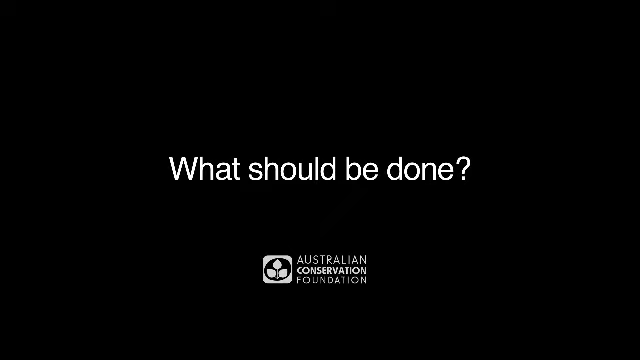 What should be done?
AUSTRALIAN
CONSERVATION
FOUNDATION